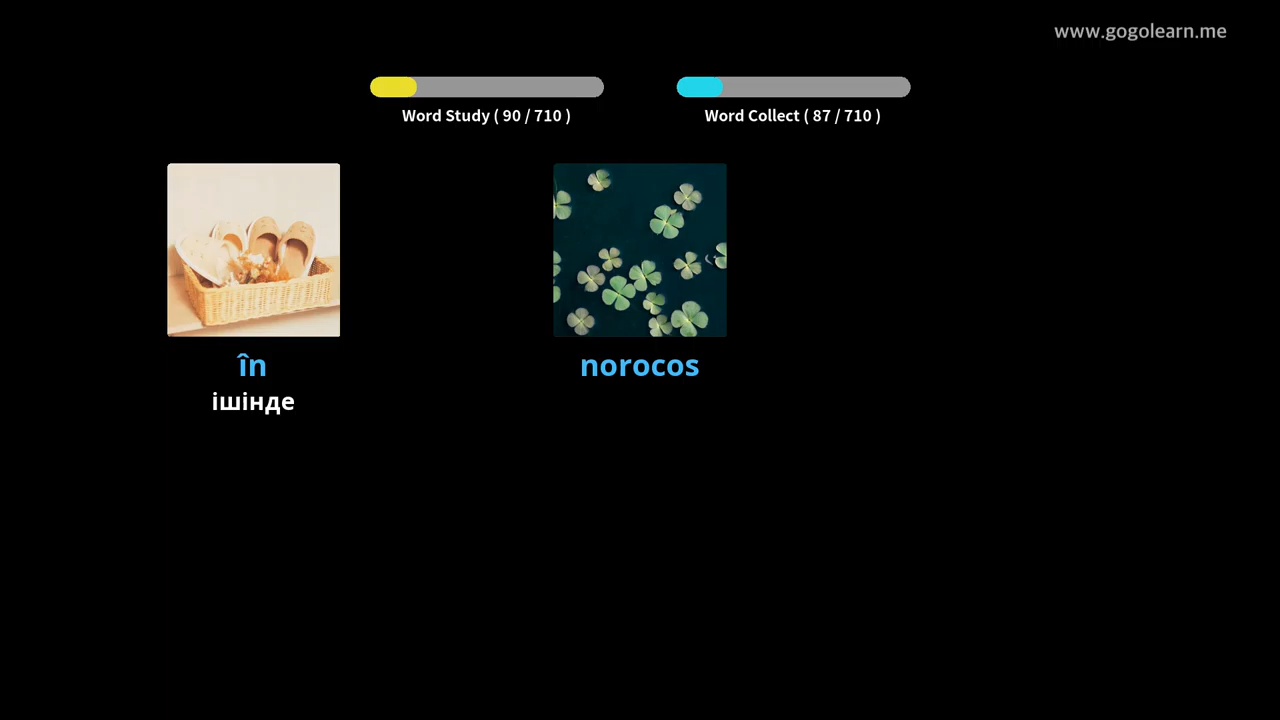 www.gogolearn.me
Word Study ( 90 / 710 )
Word Collect ( 87 / 710 )
în
ішінде
norocos